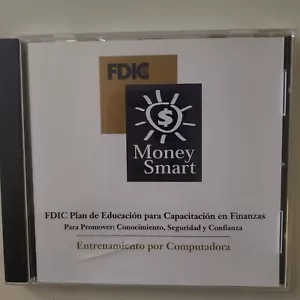 FDIC
$
Money
Smart
FDIC Plan de Educación para Capacitación en Finanzas
Para Promover: Conocimiento, Seguridad y Confianza
Entrenamiento por Computadora